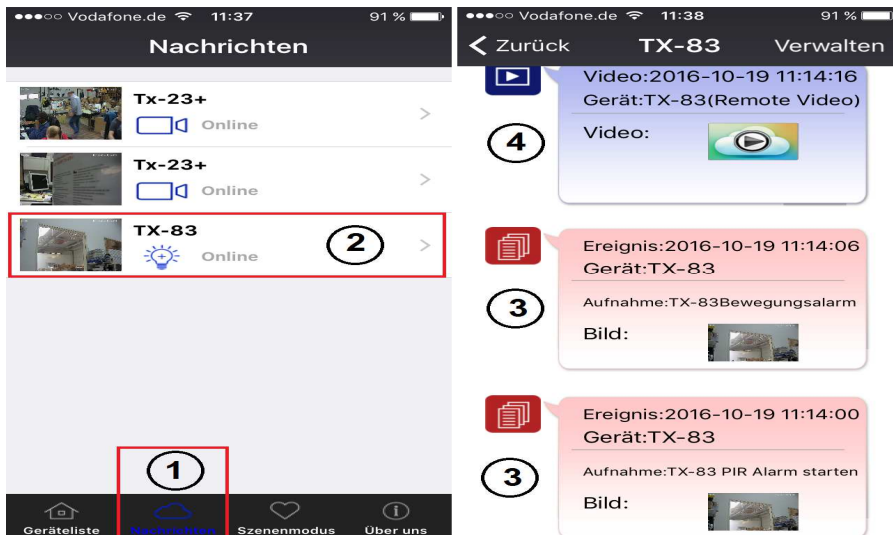 Vodafone.de 11:37 91 %
Nachrichten
Tx-23+
Online
Tx-23+
Online
TX-83
Online
2
1
Geräteliste Nachrichten Szenenmodus Über uns
Vodafone.de 11:38 91 %
Zurück TX-83 Verwalten
Video:2016-10-19 11:14:16
Gerät:TX-83(Remote Video)
4
Video:
Ereignis:2016-10-19 11:14:06
Gerät:TX-83
3
Aufnahme:TX-83Bewegungsalarm
Bild:
Ereignis:2016-10-19 11:14:00
Gerät:TX-83
3
Aufnahme:TX-83 PIR Alarm starten
Bild: